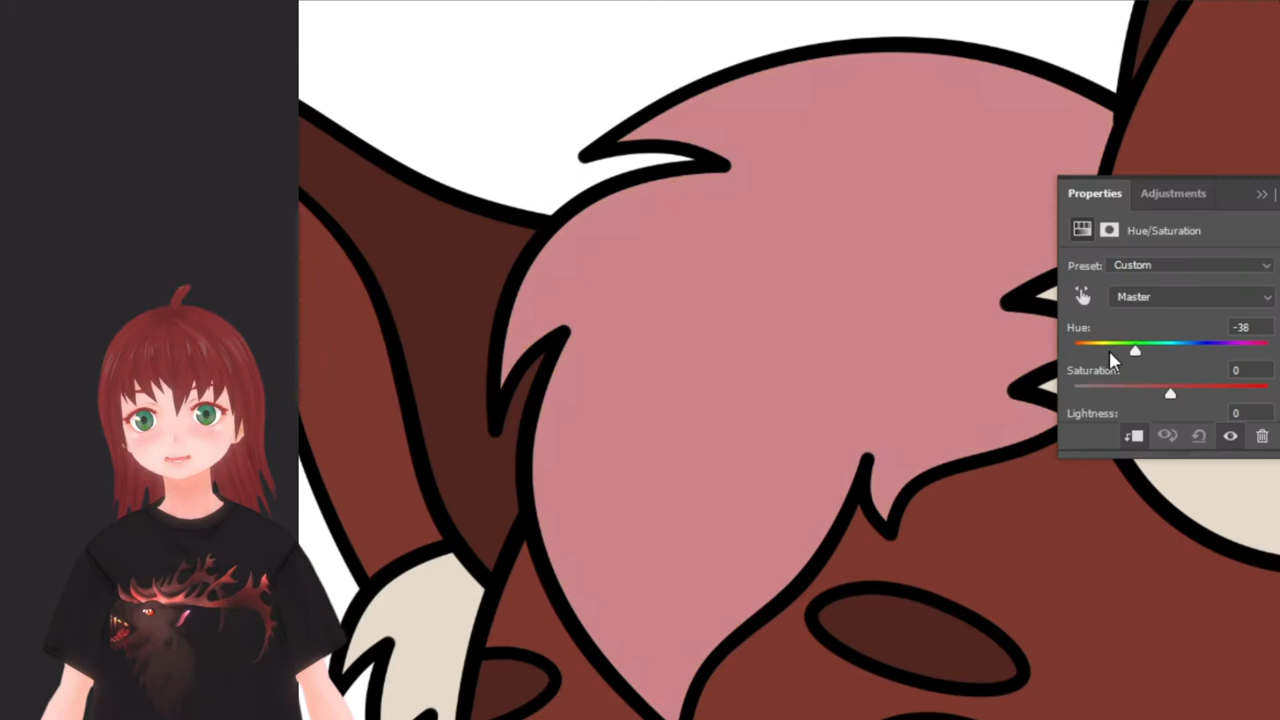 Properties Adjustments
Hue/Saturation
Preset: Custom
Master
Hue: -38
Saturation: 0
Lightness: 0